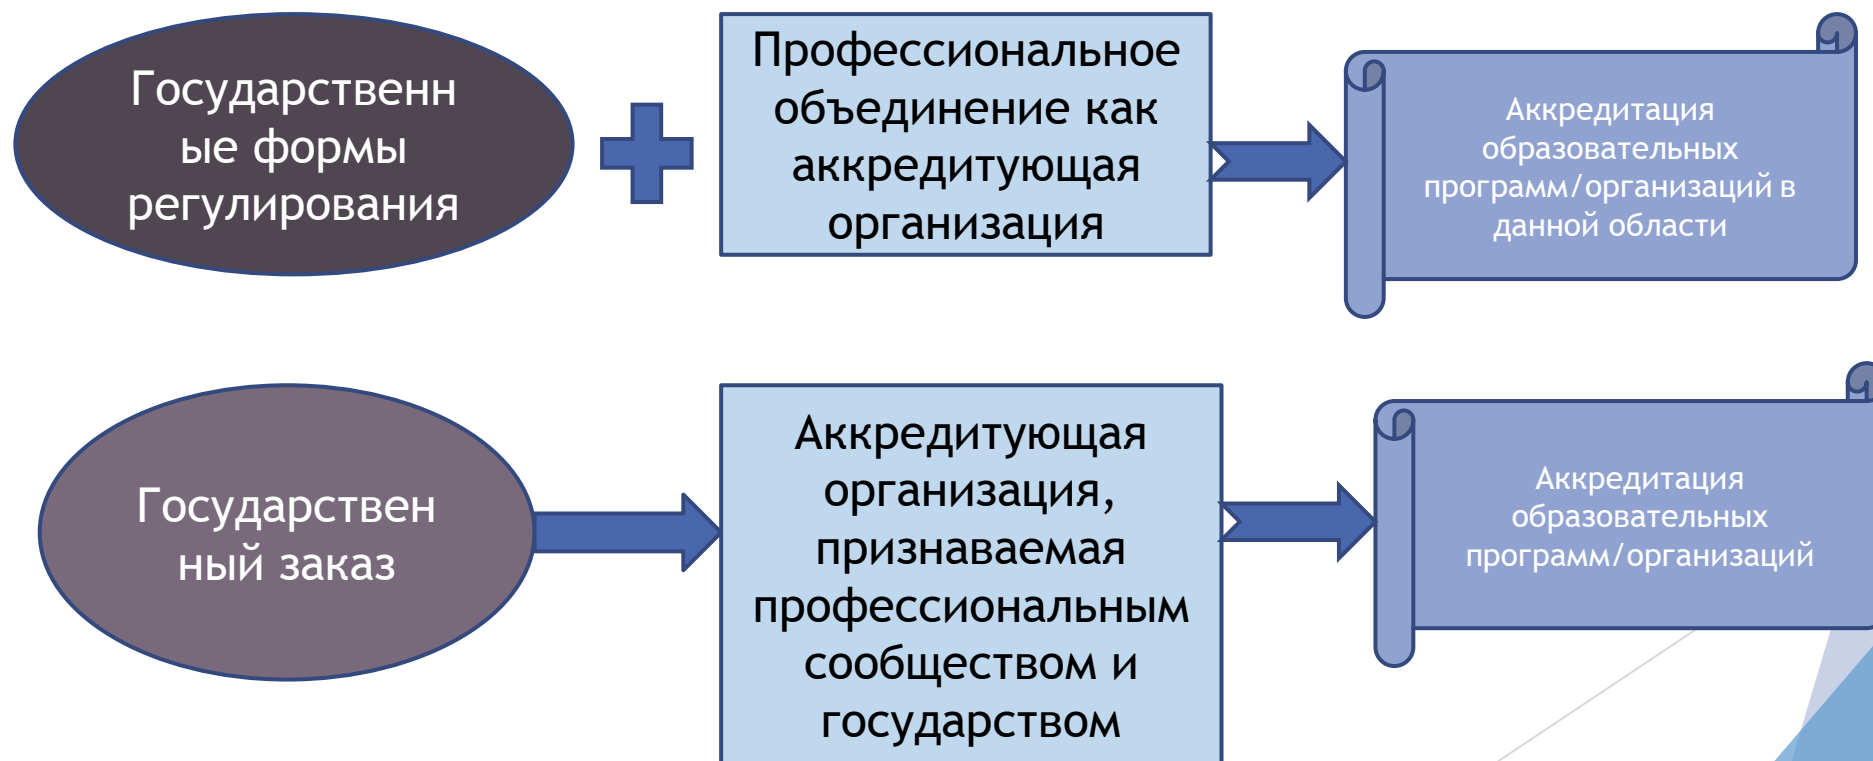 Государственн
ые формы
регулирования
Профессиональное
объединение как
аккредитующая
организация
Аккредитация
образовательных
программ/организаций в
данной области
Государствен
ный заказ
Аккредитующая
организация,
признаваемая
профессиональным
сообществом и
государством
Аккредитация
образовательных
программ/организаций